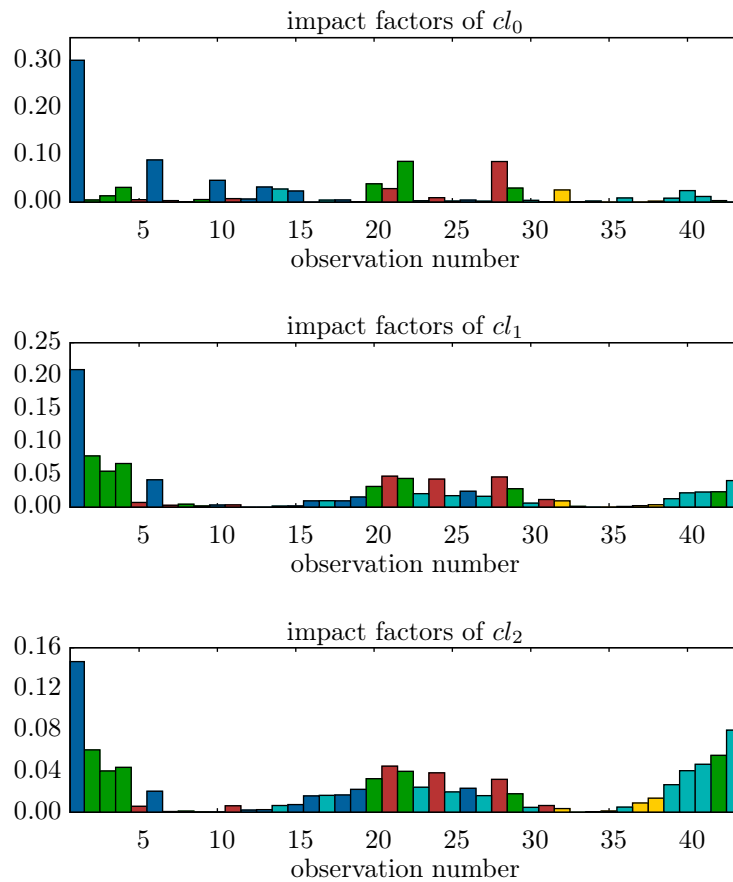 impact factors of cl0
0.30
0.20
0.10
0.00
5 10 15 20 25 30 35 40
observation number
impact factors of cl1
0.25
0.20
0.15
0.10
0.05
0.00
5 10 15 20 25 30 35 40
observation number
impact factors of cl2
0.16
0.12
0.08
0.04
0.00
5 10 15 20 25 30 35 40
observation number